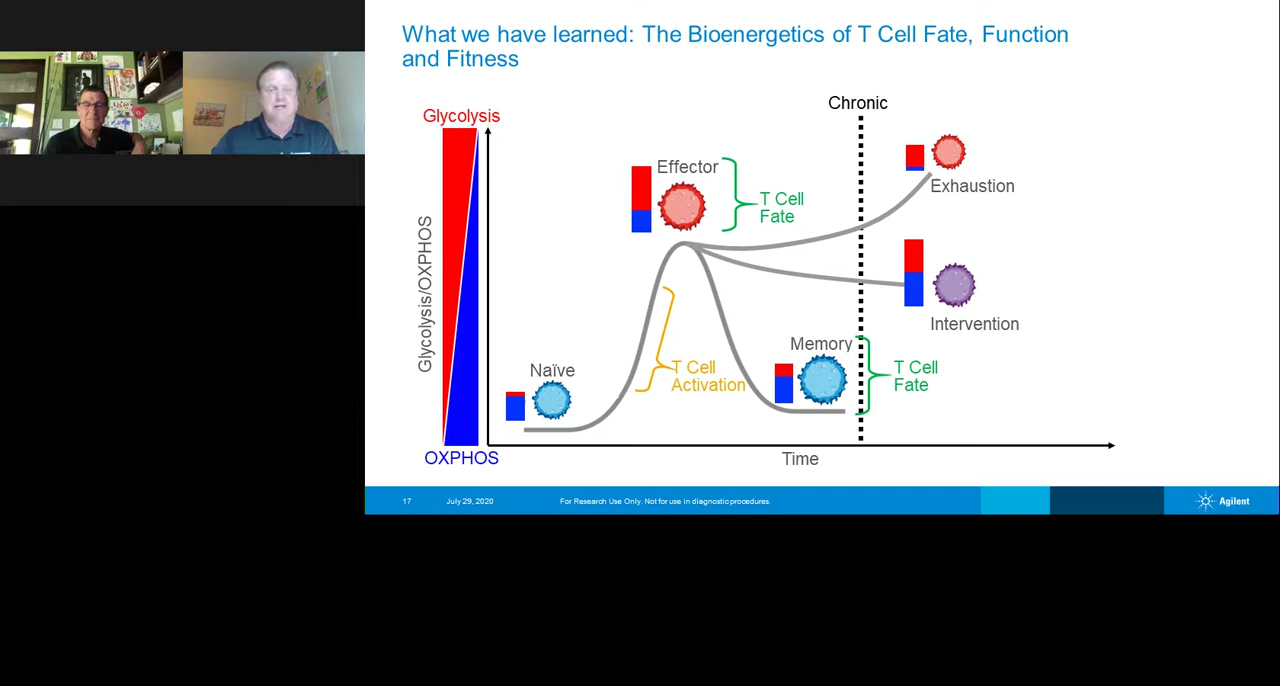 What we have learned: The Bioenergetics of T Cell Fate, Function
and Fitness
Chronic
Glycolysis
Effector
Exhaustion
T Cell
Fate
Glycolysis/OXPHOS
Intervention
Memory
Naïve
T Cell
Activation
T Cell
Fate
OXPHOS
Time
17
July 29, 2020
For Research Use Only. Not for use in diagnostic procedures.
Agilent